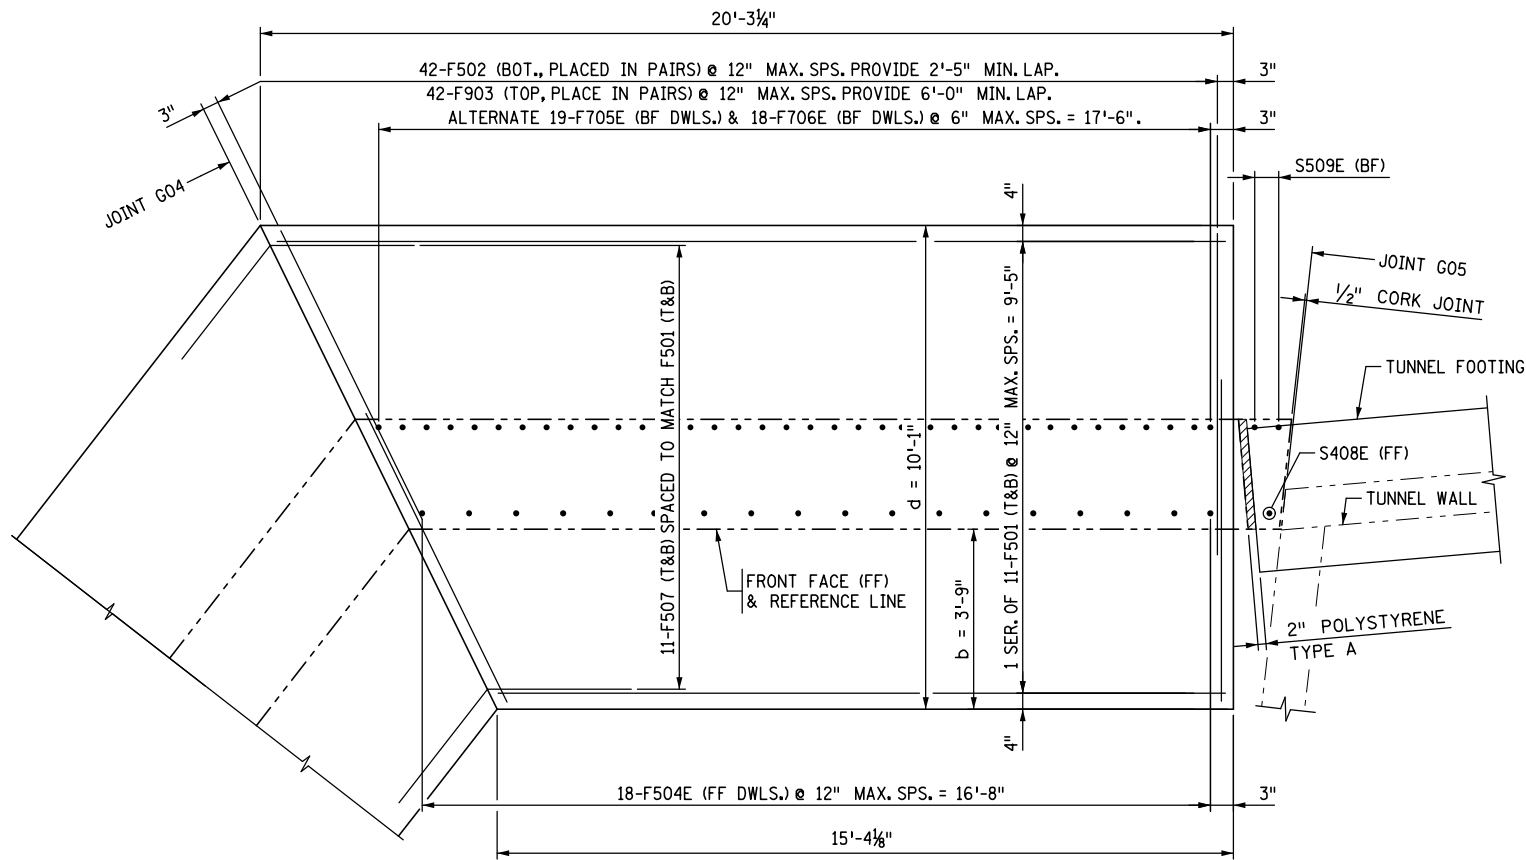 20'-3¼"
42-F502 (BOT., PLACED IN PAIRS) @ 12" MAX. SPS. PROVIDE 2'-5" MIN. LAP.
3"
42-F903 (TOP, PLACE IN PAIRS) @ 12" MAX. SPS. PROVIDE 6'-0" MIN. LAP.
3"
ALTERNATE 19-F705E (BF DWLS.) & 18-F706E (BF DWLS.) @ 6" MAX. SPS. = 17'-6".
3"
JOINT G04
S509E (BF)
4"
JOINT G05
½" CORK JOINT
11-F507 (T&B) SPACED TO MATCH F501 (T&B)
1 SER. OF 11-F501 (T&B) @ 12" MAX. SPS. = 9'-5"
d = 10'-1"
TUNNEL FOOTING
S408E (FF)
TUNNEL WALL
FRONT FACE (FF)
& REFERENCE LINE
b = 3'-9"
2" POLYSTYRENE
TYPE A
4"
18-F504E (FF DWLS.) @ 12" MAX. SPS. = 16'-8"
3"
15'-4⅛"